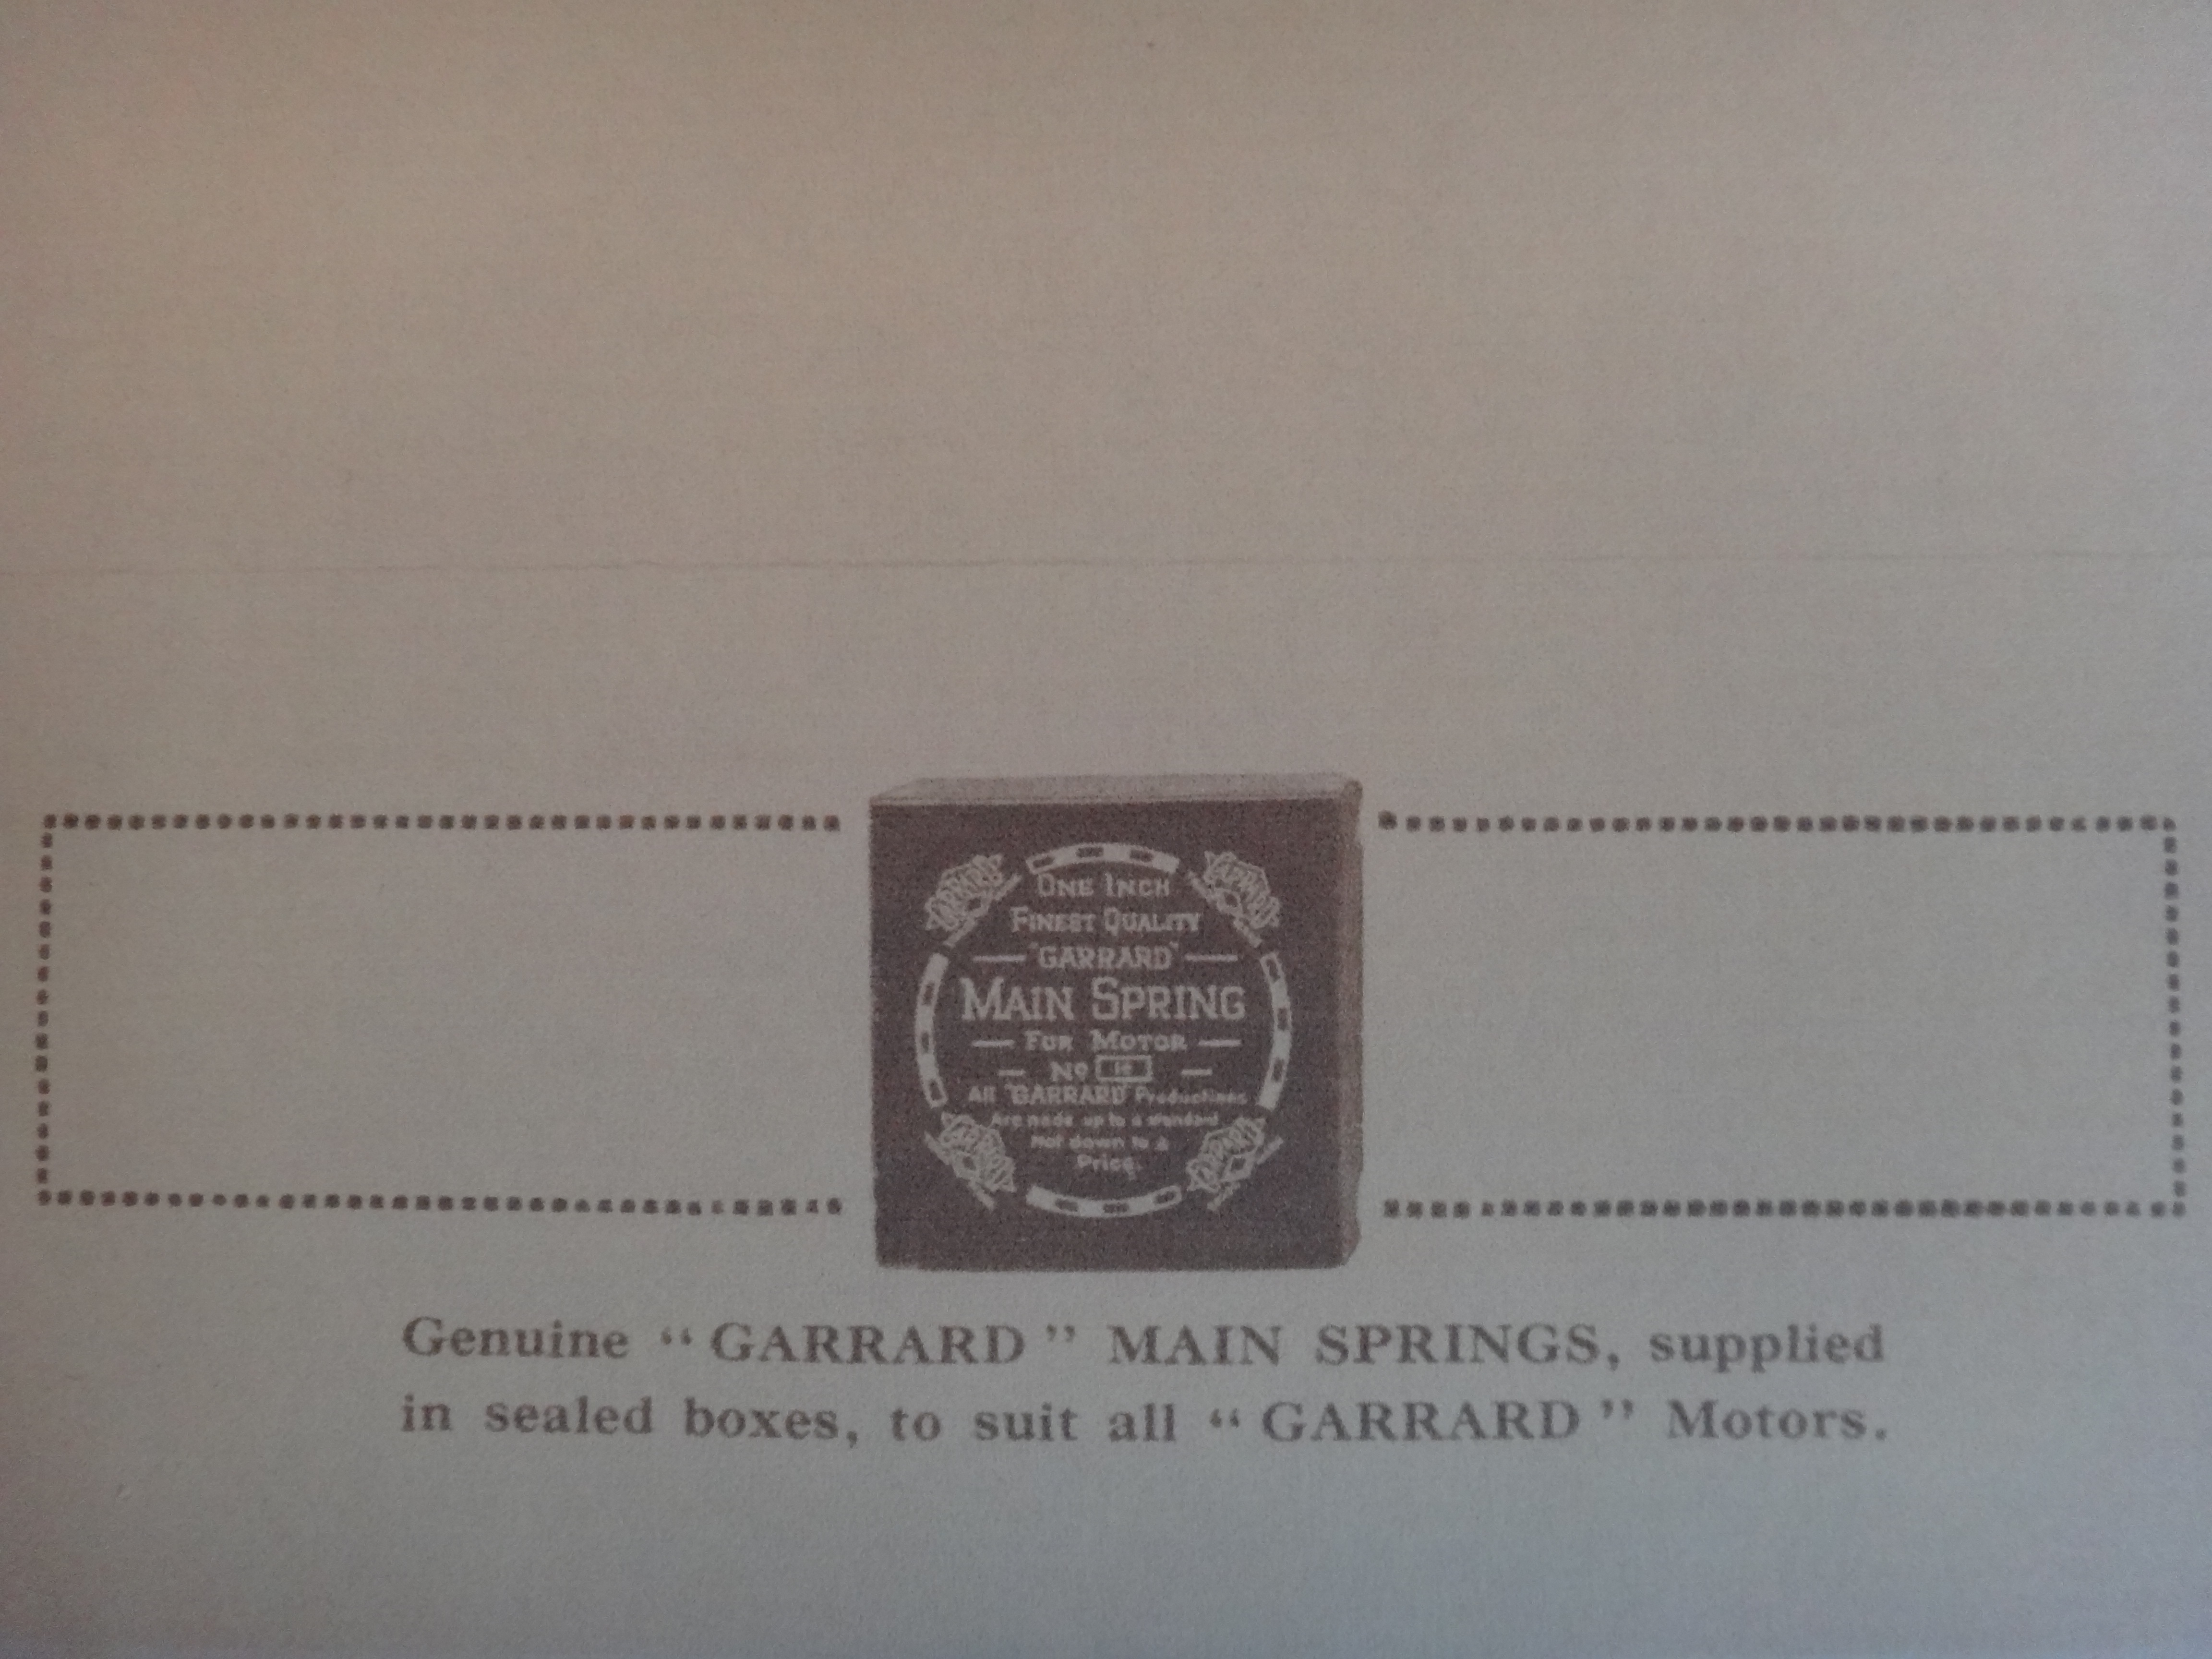 ONE INCH
FINEST QUALITY
"GARRARD"
MAIN SPRING
FOR MOTOR
No
All "GARRARD" Productions
Are made up to a standard
Not down to a
Price.
Genuine “ GARRARD ” MAIN SPRINGS, supplied
in sealed boxes, to suit all “ GARRARD ” Motors.